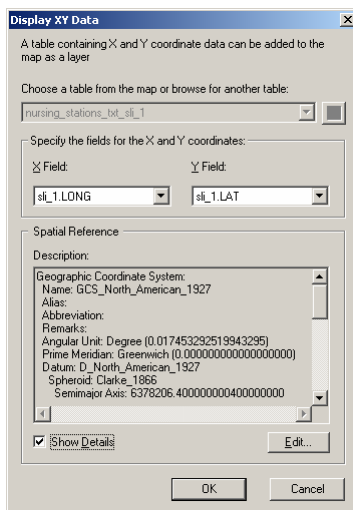 Display XY Data
A table containing X and Y coordinate data can be added to the
map as a layer
Choose a table from the map or browse for another table:
nursing_stations_txt_sli_1
Specify the fields for the X and Y coordinates:
X Field:
Y Field:
sli_1.LONG
sli_1.LAT
Spatial Reference
Description:
Geographic Coordinate System:
Name: GCS_North_American_1927
Alias:
Abbreviation:
Remarks:
Angular Unit: Degree (0.017453292519943295)
Prime Meridian: Greenwich (0.000000000000000000)
Datum: D_North_American_1927
Spheroid: Clarke_1866
Semimajor Axis: 6378206.400000000400000000
Show Details
Edit...
OK
Cancel